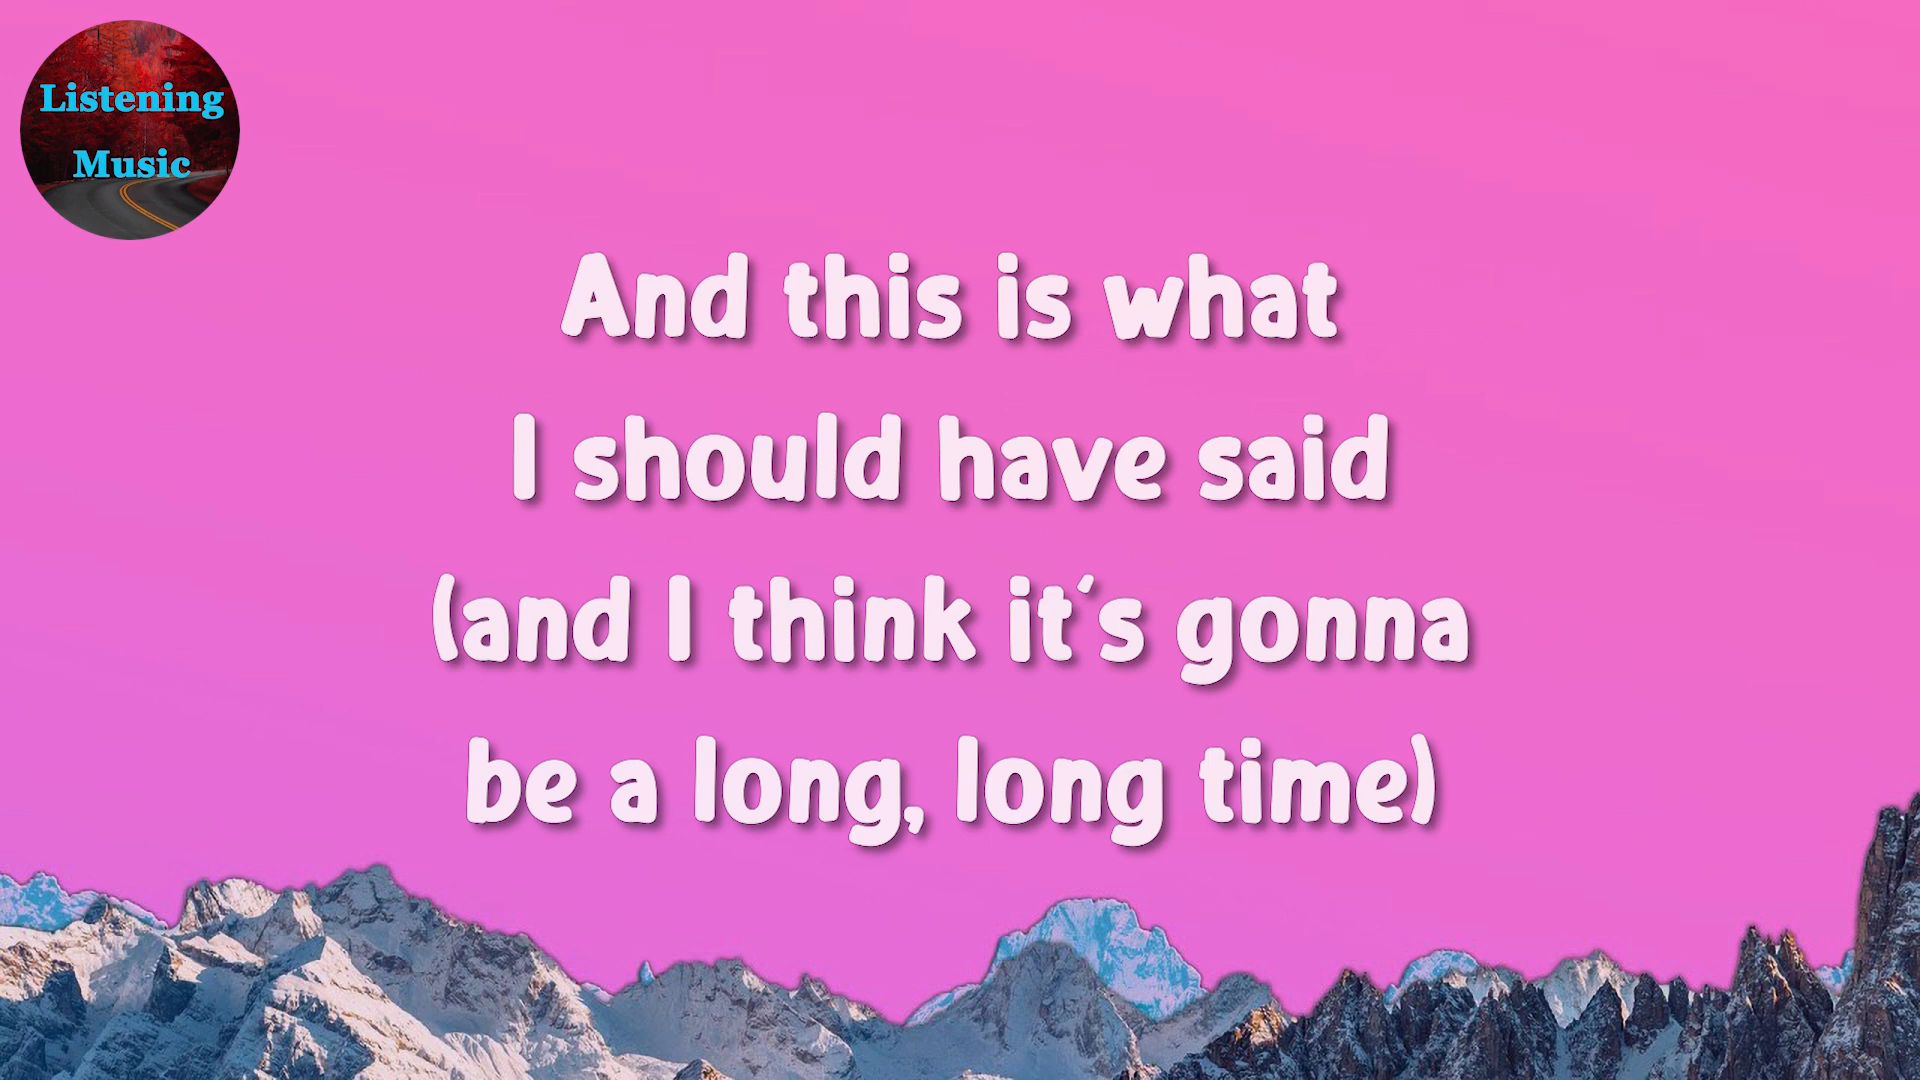 Listening
Music
And this is what
I should have said
(and I think it's gonna
be a long, long time)